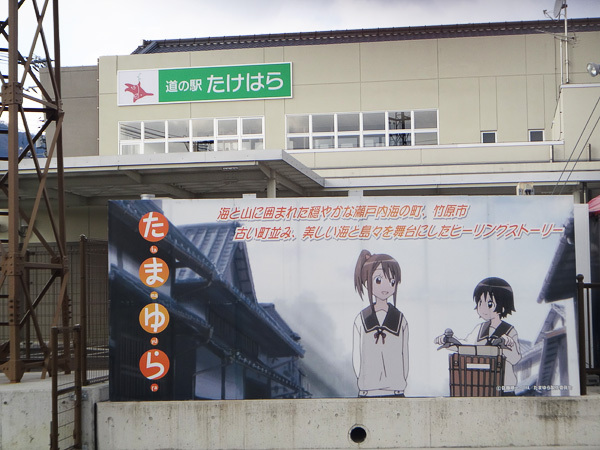 道の駅 たけはら
海と山に囲まれた穏やかな瀬戸内海の町，竹原市
古い町並み，美しい海と島々を舞台にしたヒーリングストーリー
たまゆら